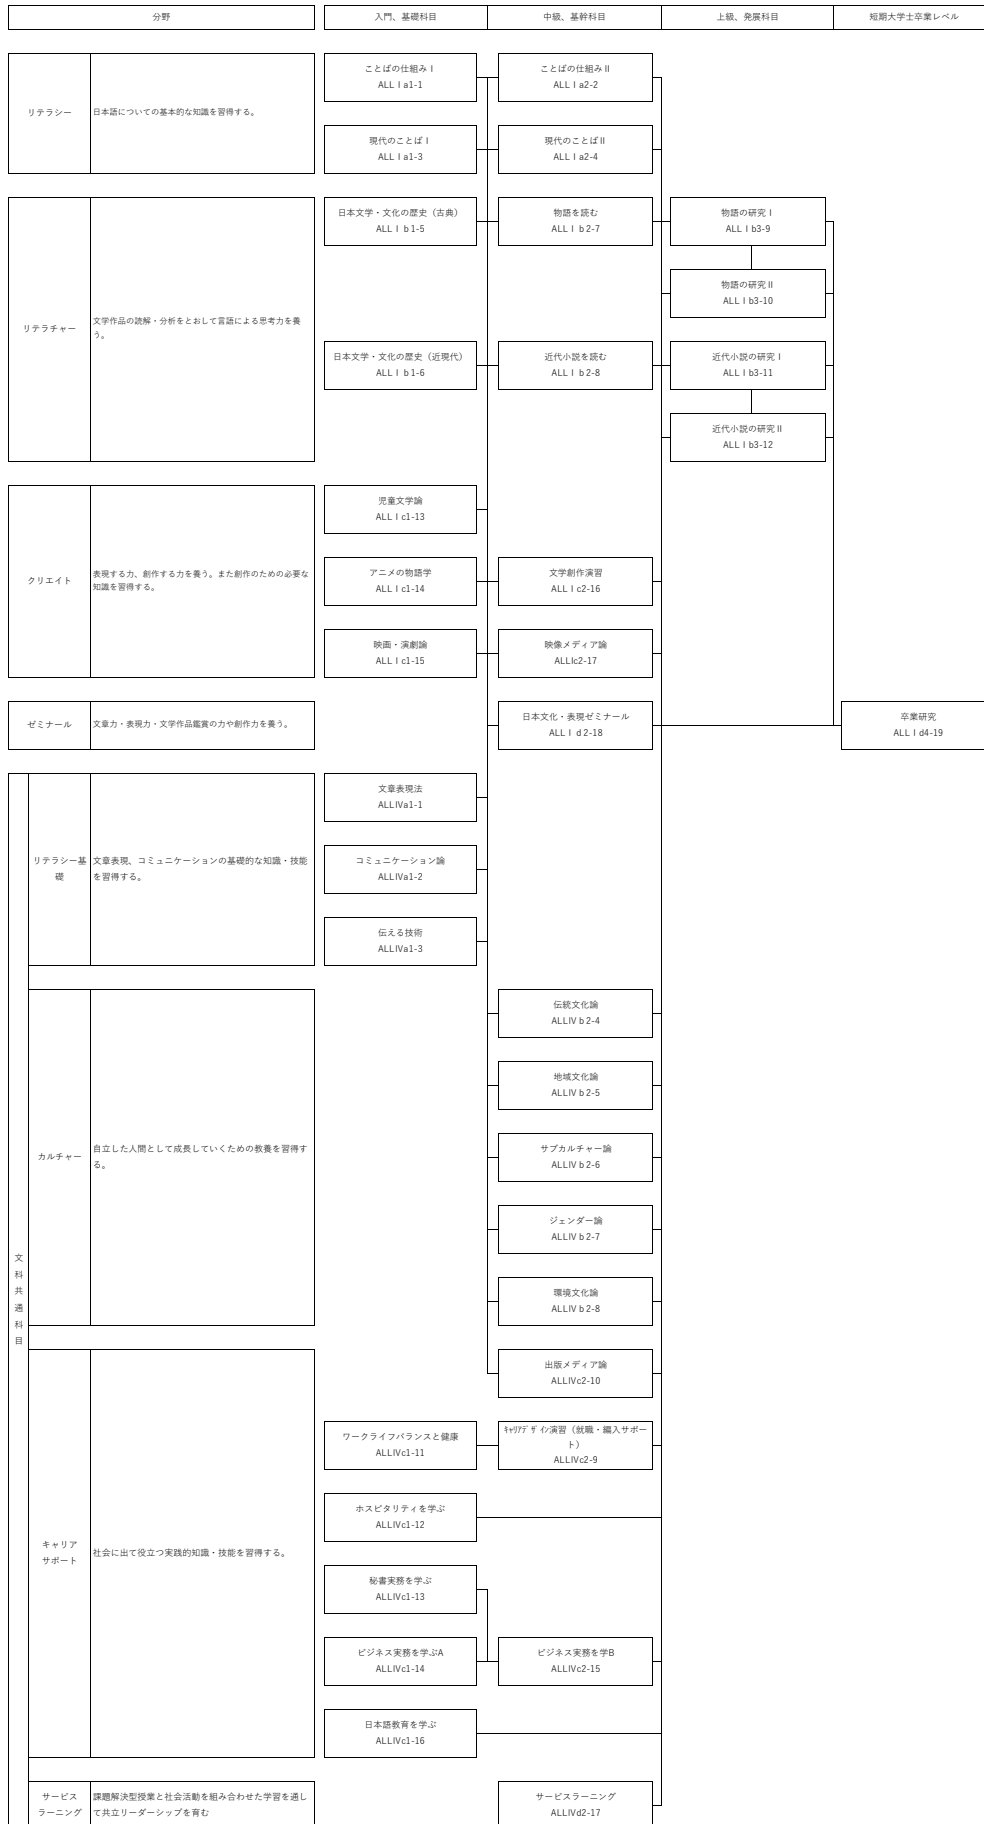 分野 入門、基礎科目 中級、基幹科目 上級、発展科目 短期大学士卒業レベル
リテラシー
日本語についての基本的な知識を習得する。
ことばの仕組みⅠ
ALLⅠa1-1
ことばの仕組みⅡ
ALLⅠa2-2
現代のことばⅠ
ALLⅠa1-3
現代のことばⅡ
ALLⅠa2-4
リテラチャー
文学作品の読解・分析をとおして言語による思考力を養
う。
日本文学・文化の歴史（古典）
ALLⅠb1-5
物語を読む
ALLⅠb2-7
物語の研究Ⅰ
ALLⅠb3-9
物語の研究Ⅱ
ALLⅠb3-10
日本文学・文化の歴史（近現代）
ALLⅠb1-6
近代小説を読む
ALLⅠb2-8
近代小説の研究Ⅰ
ALLⅠb3-11
近代小説の研究Ⅱ
ALLⅠb3-12
クリエイト
表現する力、創作する力を養う。また創作のための必要な
知識を習得する。
児童文学論
ALLⅠc1-13
アニメの物語学
ALLⅠc1-14
文学創作演習
ALLⅠc2-16
映画・演劇論
ALLⅠc1-15
映像メディア論
ALLIc2-17
ゼミナール
文章力・表現力・文学作品鑑賞の力や創作力を養う。
日本文化・表現ゼミナール
ALLⅠd2-18
卒業研究
ALLⅠd4-19
文科共通科目
リテラシー基
礎
文章表現、コミュニケーションの基礎的な知識・技能
を習得する。
文章表現法
ALLⅣa1-1
コミュニケーション論
ALLⅣa1-2
伝える技術
ALLⅣa1-3
カルチャー
自立した人間として成長していくための教養を習得す
る。
伝統文化論
ALLⅣb2-4
地域文化論
ALLⅣb2-5
サブカルチャー論
ALLⅣb2-6
ジェンダー論
ALLⅣb2-7
環境文化論
ALLⅣb2-8
キャリア
サポート
社会に出て役立つ実践的知識・技能を習得する。
出版メディア論
ALLⅣc2-10
ワークライフバランスと健康
ALLⅣc1-11
ｷｬﾘｱﾃﾞｻﾞｲﾝ演習（就職・編入サポー
ト）
ALLⅣc2-9
ホスピタリティを学ぶ
ALLⅣc1-12
秘書実務を学ぶ
ALLⅣc1-13
ビジネス実務を学ぶA
ALLⅣc1-14
ビジネス実務を学B
ALLⅣc2-15
日本語教育を学ぶ
ALLⅣc1-16
サービス
ラーニング
課題解決型授業と社会活動を組み合わせた学習を通し
て共立リーダーシップを育む
サービスラーニング
ALLⅣd2-17